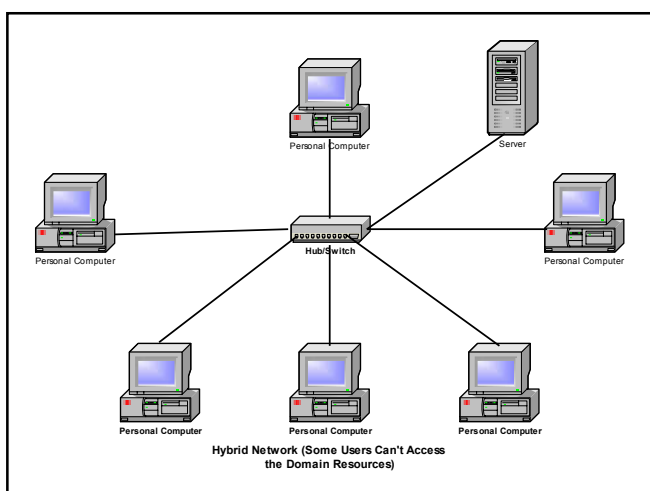 Personal Computer
Server
Personal Computer
Hub/Switch
Personal Computer
Personal Computer
Personal Computer
Personal Computer
Hybrid Network (Some Users Can't Access
the Domain Resources)